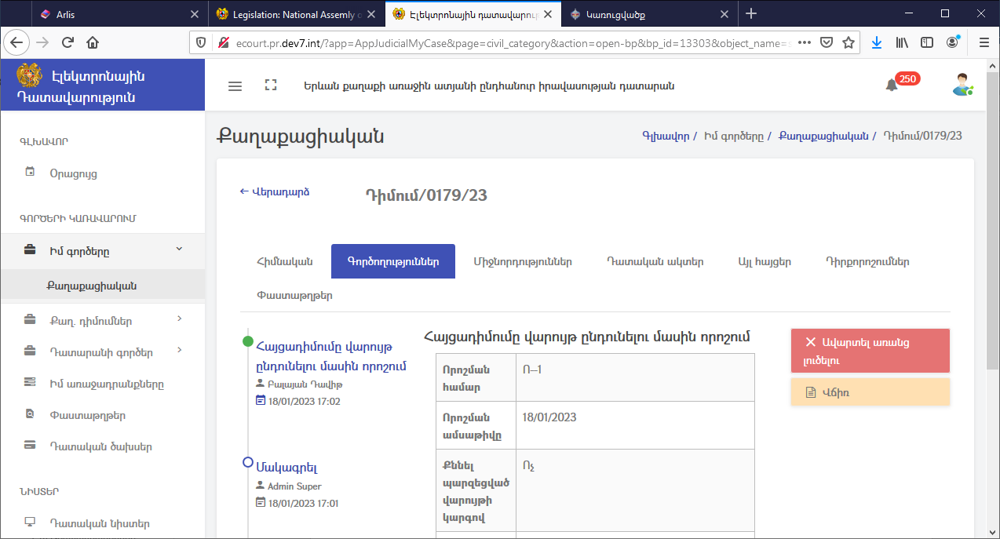 Arlis
Legislation: National Assemly o
Էլեկտրոնային դատավարութ
Կառուցվածք
ecourt.pr.dev7.int/?app=AppJudicialMyCase&page=civil_category&action=open-bp&bp_id=13303&object_name=
Էլեկտրոնային
Դատավարություն
Երևան քաղաքի առաջին ատյանի ընդհանուր իրավասության դատարան
250
ԳԼԽԱՎՈՐ
Օրացույց
ԳՈՐԾԵՐԻ ԿԱՌԱՎԱՐՈՒՄ
Իմ գործերը
Քաղաքացիական
Քաղ. դիմումներ
Դատարանի գործեր
Իմ առաջադրանքները
Փաստաթղթեր
Դատական ծախսեր
ՆԻՍՏԵՐ
Դատական նիստեր
Քաղաքացիական
Գլխավոր / Իմ գործերը / Քաղաքացիական / Դիմում/0179/23
← Վերադարձ
Դիմում/0179/23
Հիմնական
Գործողություններ
Միջնորդություններ
Դատական ակտեր
Այլ հայցեր
Դիրքորոշումներ
Փաստաթղթեր
Հայցադիմումը վարույթ
ընդունելու մասին որոշում
Բալայան Դավիթ
18/01/2023 17:02
Մակագրել
Admin Super
18/01/2023 17:01
Հայցադիմումը վարույթ ընդունելու մասին որոշում
Որոշման
համար
Ո--1
Որոշման
ամսաթիվը
18/01/2023
Քննել
պարզեցված
վարույթի
կարգով
Ոչ
Ավարտել առանց
լուծելու
Վճիռ